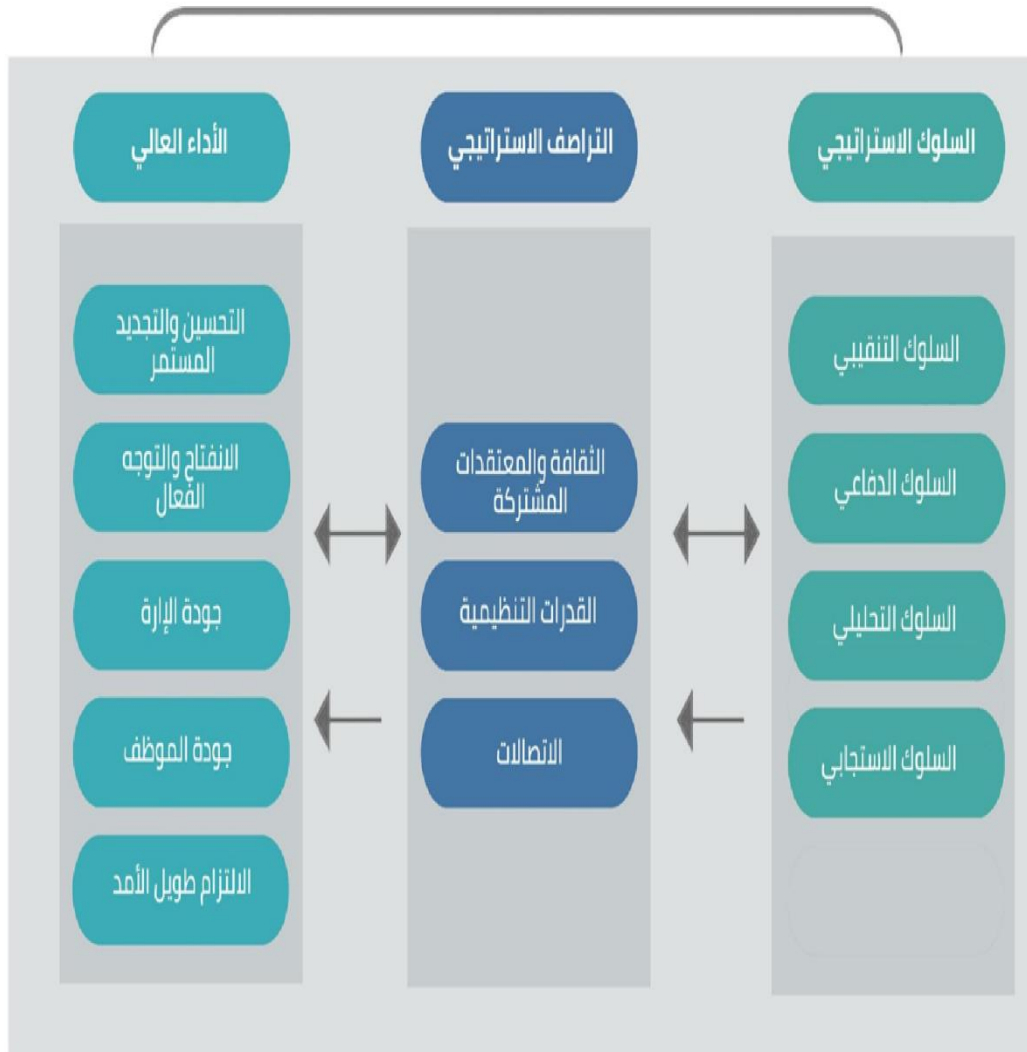 السلوك الاستراتيجي
السلوك التنقيبي
السلوك الدفاعي
السلوك التحليلي
السلوك الاستجابي
التراصف الاستراتيجي
الثقافة والمعتقدات
المشتركة
القدرات التنظيمية
الاتصالات
الأداء العالي
التحسين والتجديد
المستمر
الانفتاح والتوجه
الفعال
جودة الإارة
جودة الموظف
الالتزام طويل الأمد